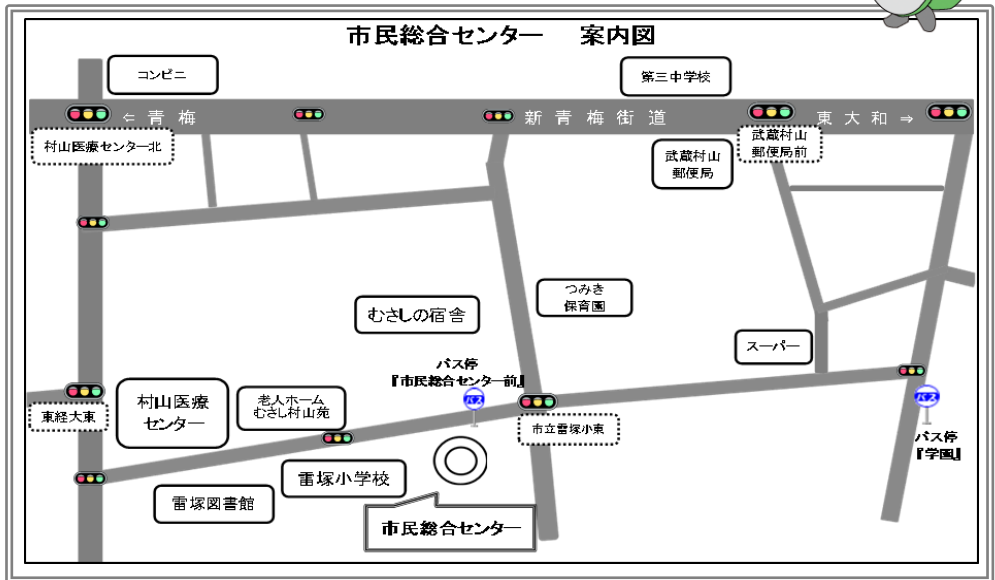 市民総合センター 案内図
コンビニ
第三中学校
← 青梅
新青梅街道
東大和 ⇒
村山医療センター北
武蔵村山
郵便局
武蔵村山
郵便局前
つみき
保育園
むさしの宿舎
スーパー
バス停
『市民総合センター前』
バス
東経大東
村山医療
センター
老人ホーム
むさし村山苑
市立雷塚小東
バス
バス停
『学園』
雷塚小学校
雷塚図書館
市民総合センター